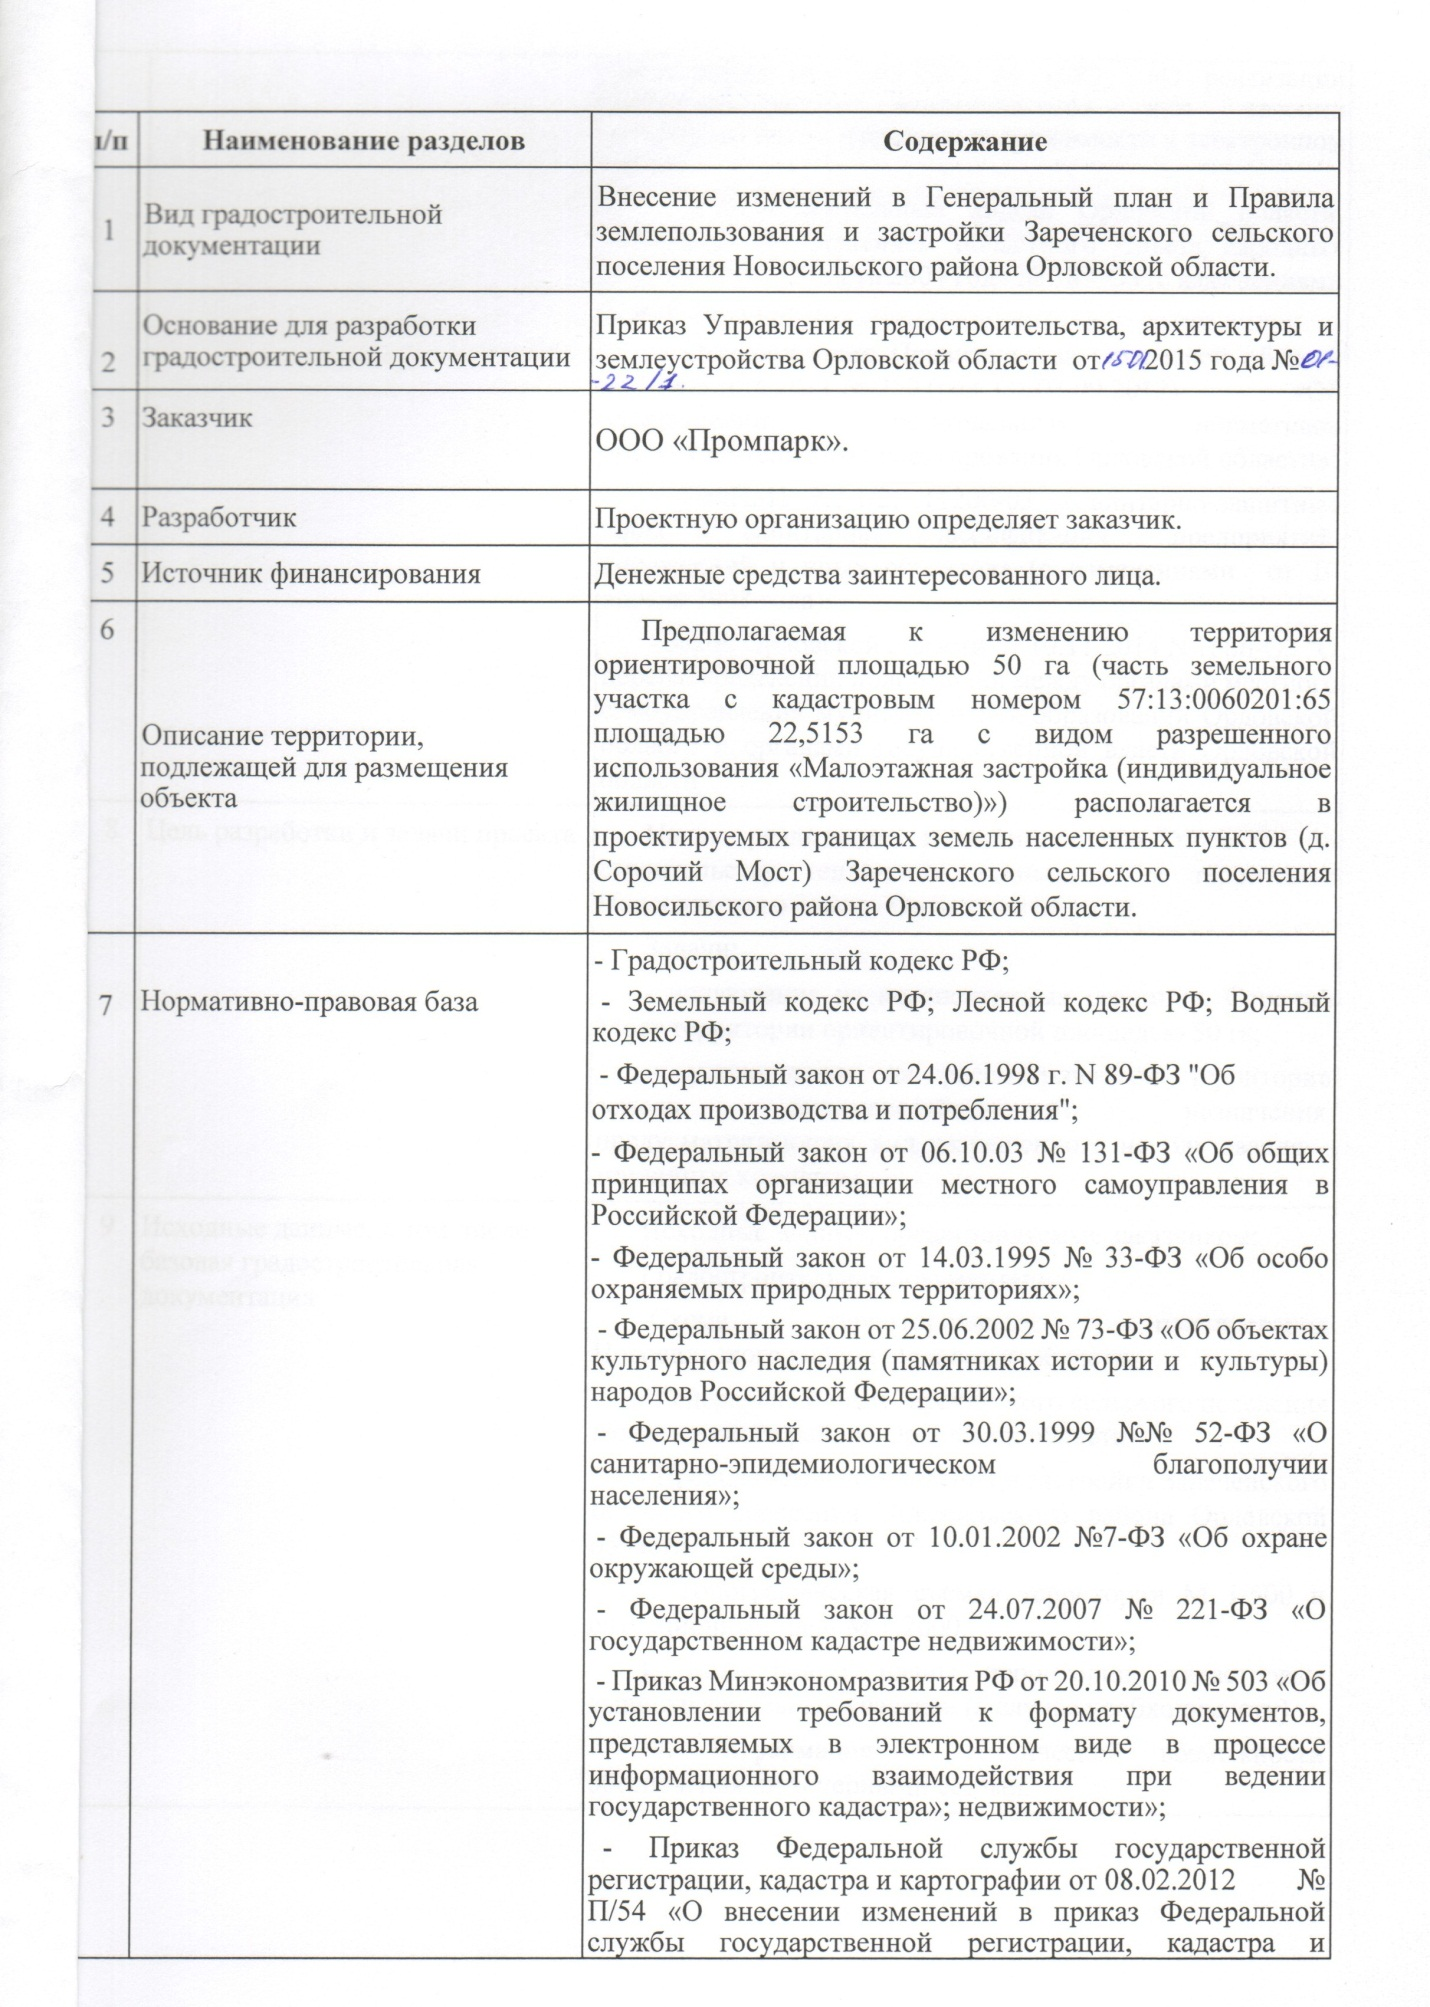 п/п Наименование разделов Содержание
1 Вид градостроительной
документации
Внесение изменений в Генеральный план и Правила
землепользования и застройки Зареченского сельского
поселения Новосильского района Орловской области.
2 Основание для разработки
градостроительной документации
Приказ Управления градостроительства, архитектуры и
землеустройства Орловской области от 2015 года №01-
-22/1.
3 Заказчик
ООО «Промпарк».
4 Разработчик
Проектную организацию определяет заказчик.
5 Источник финансирования
Денежные средства заинтересованного лица.
6 Описание территории,
подлежащей для размещения
объекта
Предполагаемая к изменению территория
ориентировочной площадью 50 га (часть земельного
участка с кадастровым номером 57:13:0060201:65
площадью 22,5153 га с видом разрешенного
использования «Малоэтажная застройка (индивидуальное
жилищное строительство)») располагается в
проектируемых границах земель населенных пунктов (д.
Сорочий Мост) Зареченского сельского поселения
Новосильского района Орловской области.
7 Нормативно-правовая база
- Градостроительный кодекс РФ;
- Земельный кодекс РФ; Лесной кодекс РФ; Водный
кодекс РФ;
- Федеральный закон от 24.06.1998 г. N 89-ФЗ "Об
отходах производства и потребления";
- Федеральный закон от 06.10.03 № 131-ФЗ «Об общих
принципах организации местного самоуправления в
Российской Федерации»;
- Федеральный закон от 14.03.1995 № 33-ФЗ «Об особо
охраняемых природных территориях»;
- Федеральный закон от 25.06.2002 № 73-ФЗ «Об объектах
культурного наследия (памятниках истории и культуры)
народов Российской Федерации»;
- Федеральный закон от 30.03.1999 №№ 52-ФЗ «О
санитарно-эпидемиологическом благополучии
населения»;
- Федеральный закон от 10.01.2002 №7-ФЗ «Об охране
окружающей среды»;
- Федеральный закон от 24.07.2007 № 221-ФЗ «О
государственном кадастре недвижимости»;
- Приказ Минэкономразвития РФ от 20.10.2010 № 503 «Об
установлении требований к формату документов,
представляемых в электронном виде в процессе
информационного взаимодействия при ведении
государственного кадастра»; недвижимости»;
- Приказ Федеральной службы государственной
регистрации, кадастра и картографии от 08.02.2012 №
П/54 «О внесении изменений в приказ Федеральной
службы государственной регистрации, кадастра и